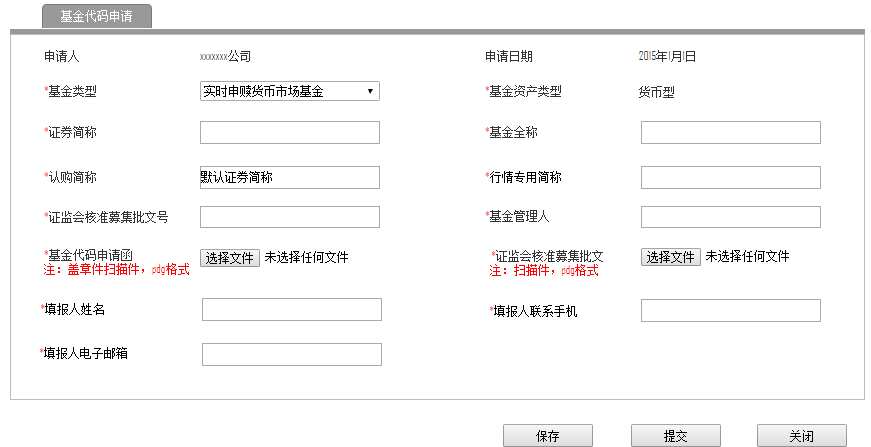 基金代码申请
申请人 xxxxxxx公司 申请日期 2015年1月1日
*基金类型 实时申赎货币市场基金 *基金资产类型 货币型
*证券简称 *基金全称
*认购简称 默认证券简称 *行情专用简称
*证监会核准募集批文号 *基金管理人
*基金代码申请函 选择文件 未选择任何文件 *证监会核准募集批文 选择文件 未选择任何文件
注：盖章件扫描件，pdg格式 注：扫描件，pdg格式
*填报人姓名 *填报人联系手机
*填报人电子邮箱
保存 提交 关闭